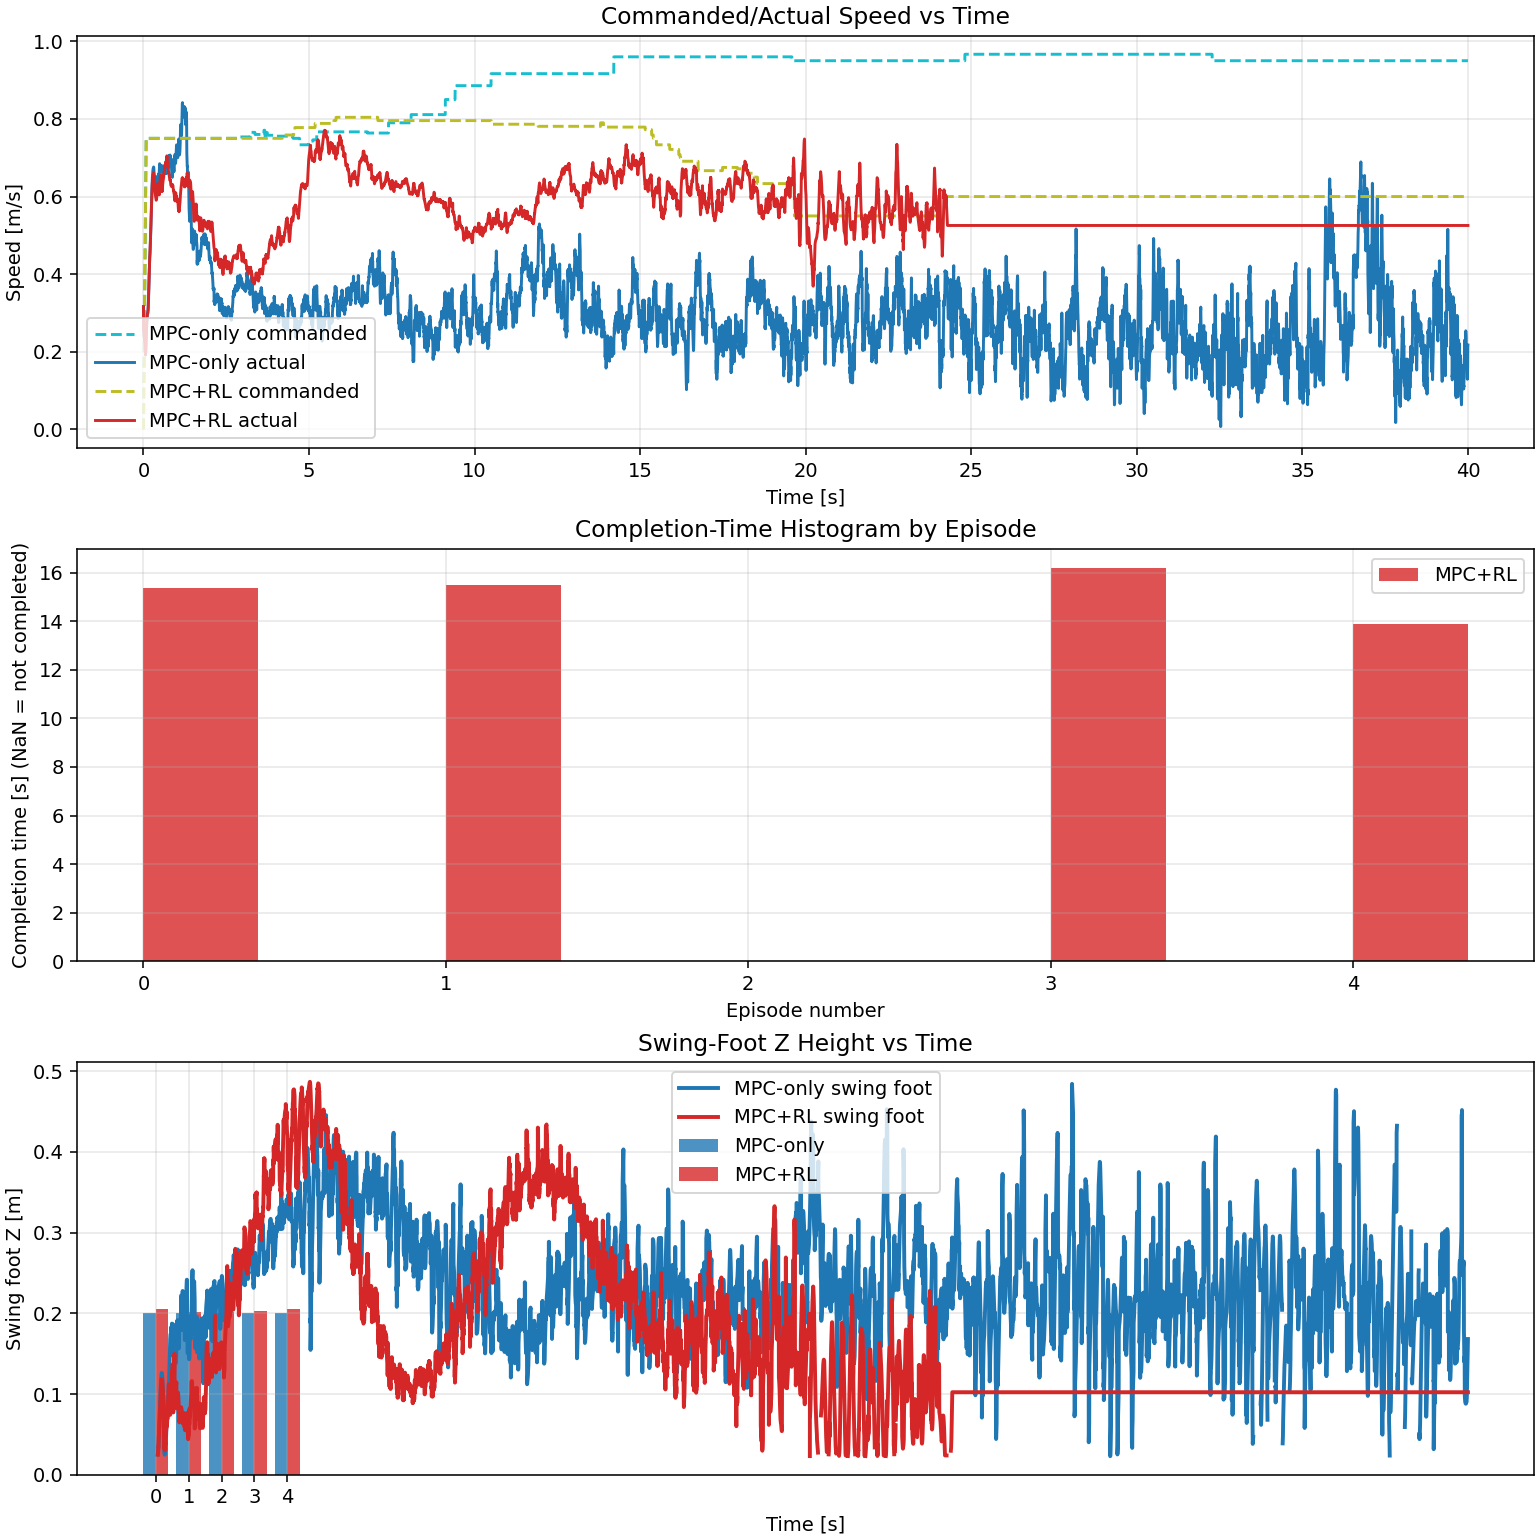 Commanded/Actual Speed vs Time
1.0
0.8
0.6
0.4
0.2
0.0
Speed [m/s]
MPC-only commanded
MPC-only actual
MPC+RL commanded
MPC+RL actual
0 5 10 15 20 25 30 35 40
Time [s]
Completion-Time Histogram by Episode
16
14
12
10
8
6
4
2
0
Completion time [s] (NaN = not completed)
MPC+RL
0 1 2 3 4
Episode number
Swing-Foot Z Height vs Time
0.5
0.4
0.3
0.2
0.1
0.0
Swing foot Z [m]
MPC-only swing foot
MPC+RL swing foot
MPC-only
MPC+RL
0 1 2 3 4
Time [s]